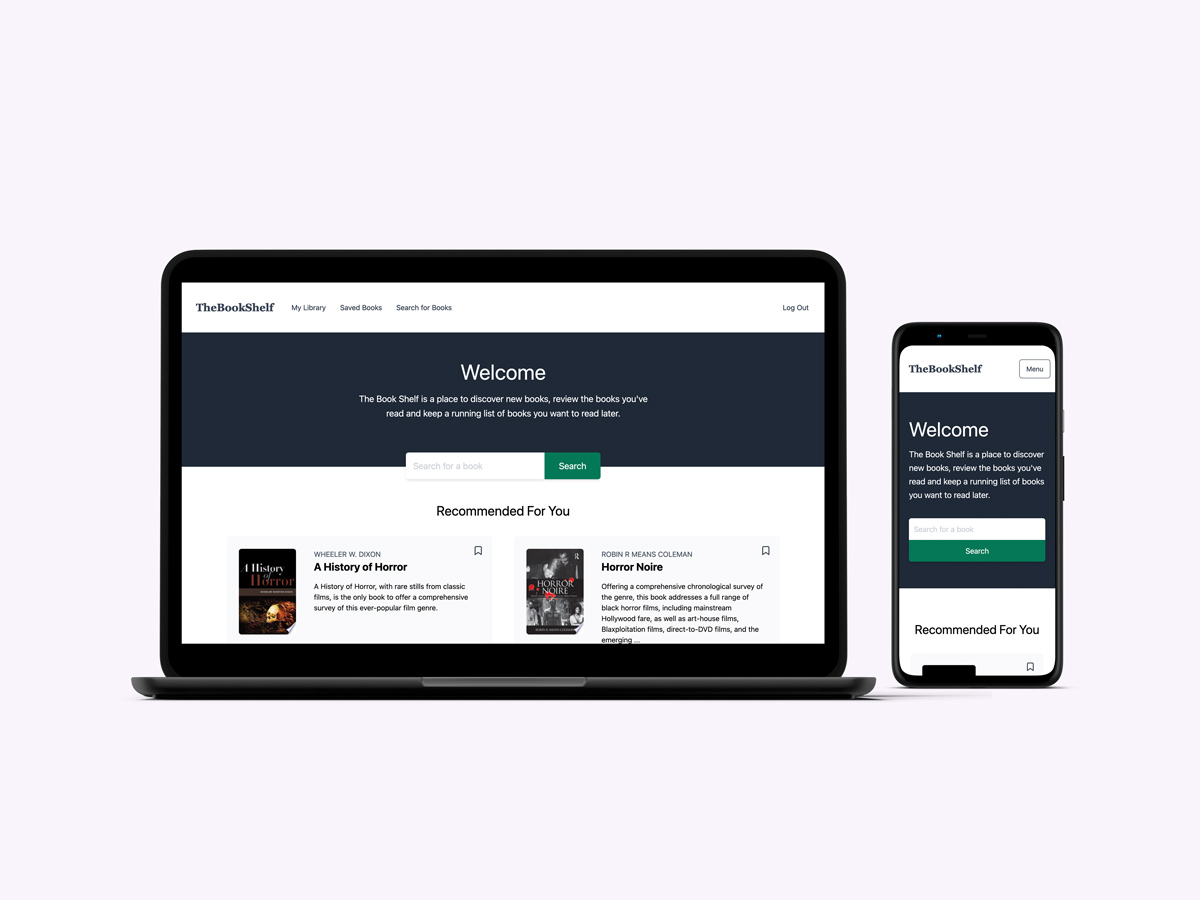 TheBookShelf My Library Saved Books Search for Books Log Out
Welcome
The Book Shelf is a place to discover new books, review the books you've
read and keep a running list of books you want to read later.
Search for a book Search
Recommended For You
A History
of
Horror
WHEELER W. DIXON
A History of Horror
A History of Horror, with rare stills from classic
films, is the only book to offer a comprehensive
survey of this ever-popular film genre.
HORROR
NOIRE
ROBIN R MEANS COLEMAN
ROBIN R MEANS COLEMAN
Horror Noire
Offering a comprehensive chronological survey of
the genre, this book addresses a full range of
black horror films, including mainstream
Hollywood fare, as well as art-house films,
Blaxploitation films, direct-to-DVD films, and the
emerging ...
TheBookShelf Menu
Welcome
The Book Shelf is a place to discover
new books, review the books you've
read and keep a running list of books
you want to read later.
Search for a book
Search
Recommended For You